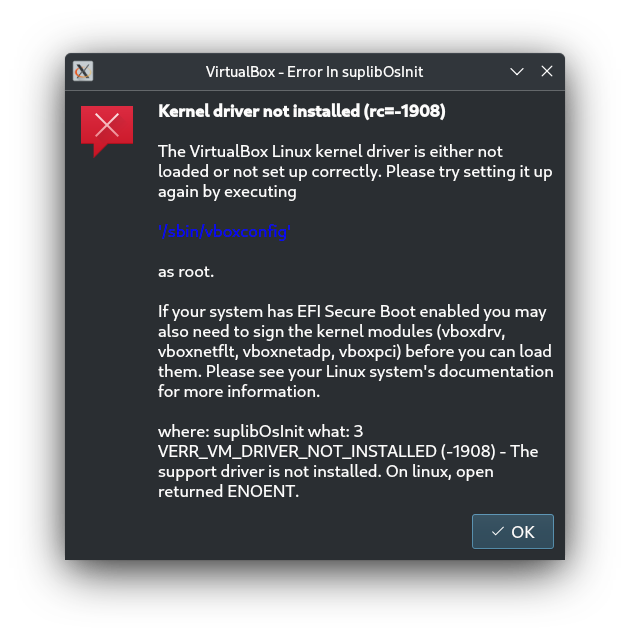 VirtualBox - Error In suplibOsInit
Kernel driver not installed (rc=-1908)
The VirtualBox Linux kernel driver is either not
loaded or not set up correctly. Please try setting it up
again by executing
'/sbin/vboxconfig'
as root.
If your system has EFI Secure Boot enabled you may
also need to sign the kernel modules (vboxdrv,
vboxnetflt, vboxnetadp, vboxpci) before you can load
them. Please see your Linux system's documentation
for more information.
where: suplibOsInit what: 3
VERR_VM_DRIVER_NOT_INSTALLED (-1908) - The
support driver is not installed. On linux, open
returned ENOENT.
OK